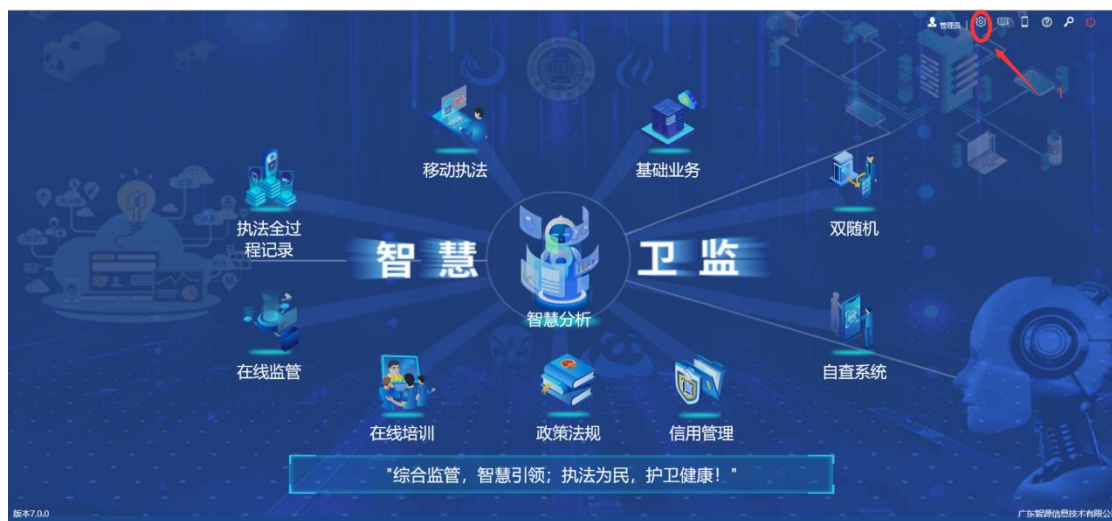 管理员
1
移动执法
基础业务
执法全过
程记录
双随机
智慧
卫监
智慧分析
在线监管
自查系统
在线培训
政策法规
信用管理
"综合监管，智慧引领；执法为民，护卫健康！"
版本7.0.0
广东智源信息技术有限公